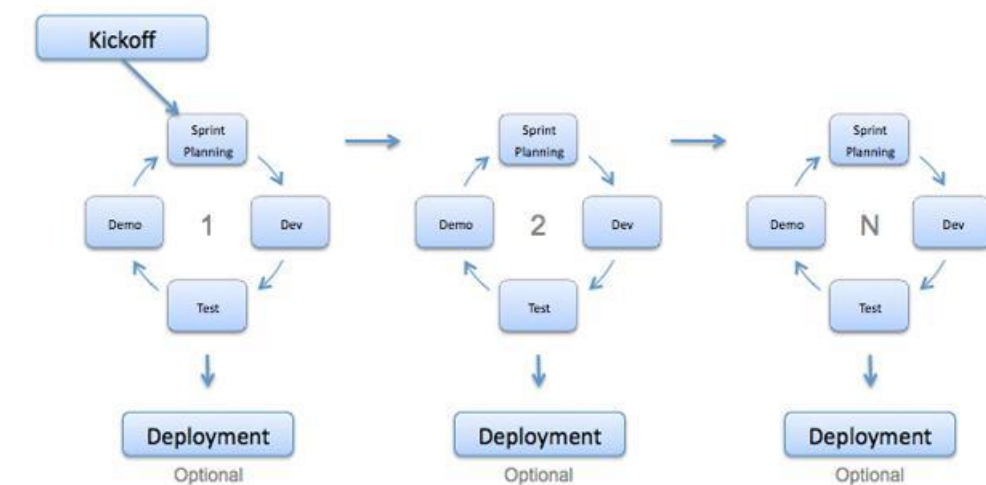 Kickoff
Sprint
Planning
Demo
1
Dev
Test
Deployment
Optional
Sprint
Planning
Demo
2
Dev
Test
Deployment
Optional
Sprint
Planning
Demo
N
Dev
Test
Deployment
Optional